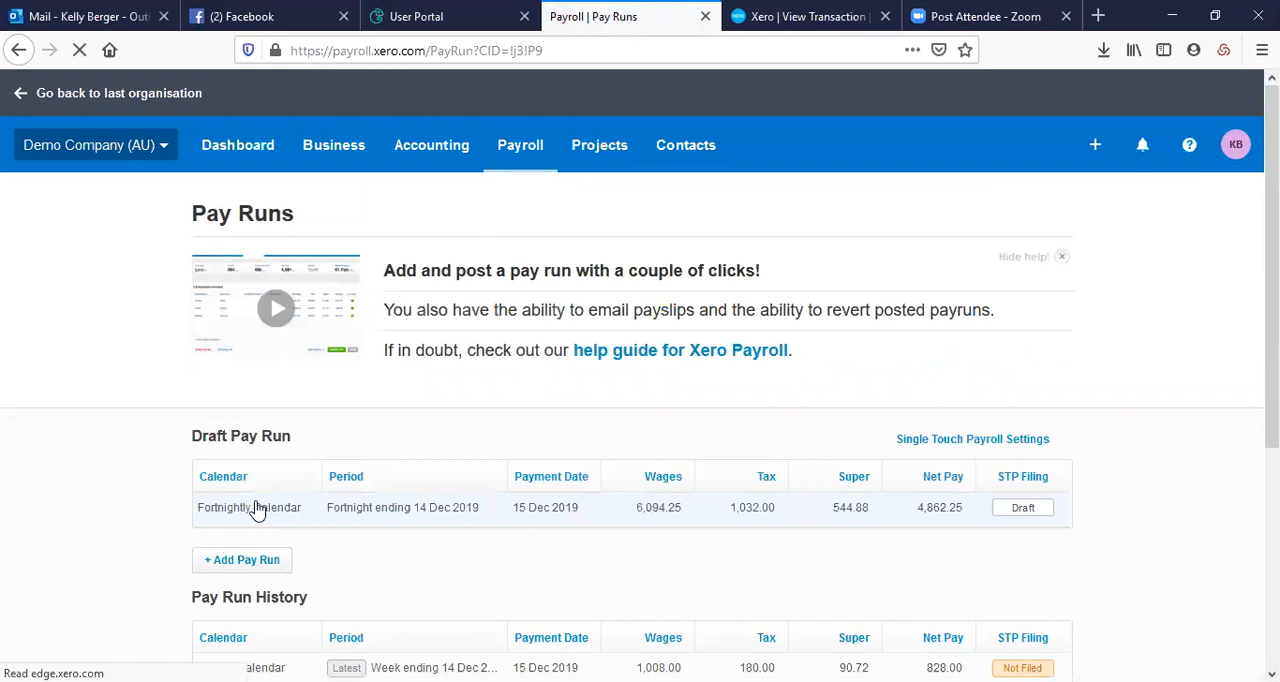 Mail - Kelly Berger - Outl
(2) Facebook
User Portal
Payroll | Pay Runs
Xero | View Transaction
Post Attendee - Zoom
https://payroll.xero.com/PayRun?CID=!j3!P9
Go back to last organisation
Demo Company (AU)
Dashboard
Business
Accounting
Payroll
Projects
Contacts
KB
Pay Runs
Hide help!
Add and post a pay run with a couple of clicks!
You also have the ability to email payslips and the ability to revert posted payruns.
If in doubt, check out our help guide for Xero Payroll.
Draft Pay Run
Single Touch Payroll Settings
Calendar Period Payment Date Wages Tax Super Net Pay STP Filing
Fortnightly Calendar Fortnight ending 14 Dec 2019 15 Dec 2019 6,094.25 1,032.00 544.88 4,862.25 Draft
+ Add Pay Run
Pay Run History
Calendar Period Payment Date Wages Tax Super Net Pay STP Filing
alendar Latest Week ending 14 Dec 2... 15 Dec 2019 1,008.00 180.00 90.72 828.00 Not Filed
Read edge.xero.com